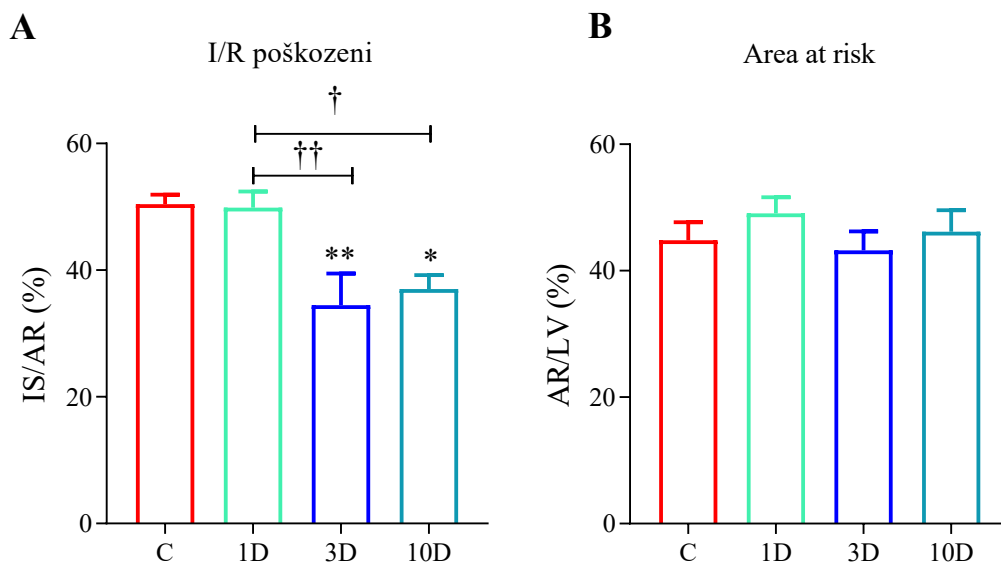 A
I/R poškozeni
†
††
**
*
IS/AR (%)
60
40
20
0
C 1D 3D 10D
B
Area at risk
AR/LV (%)
60
40
20
0
C 1D 3D 10D